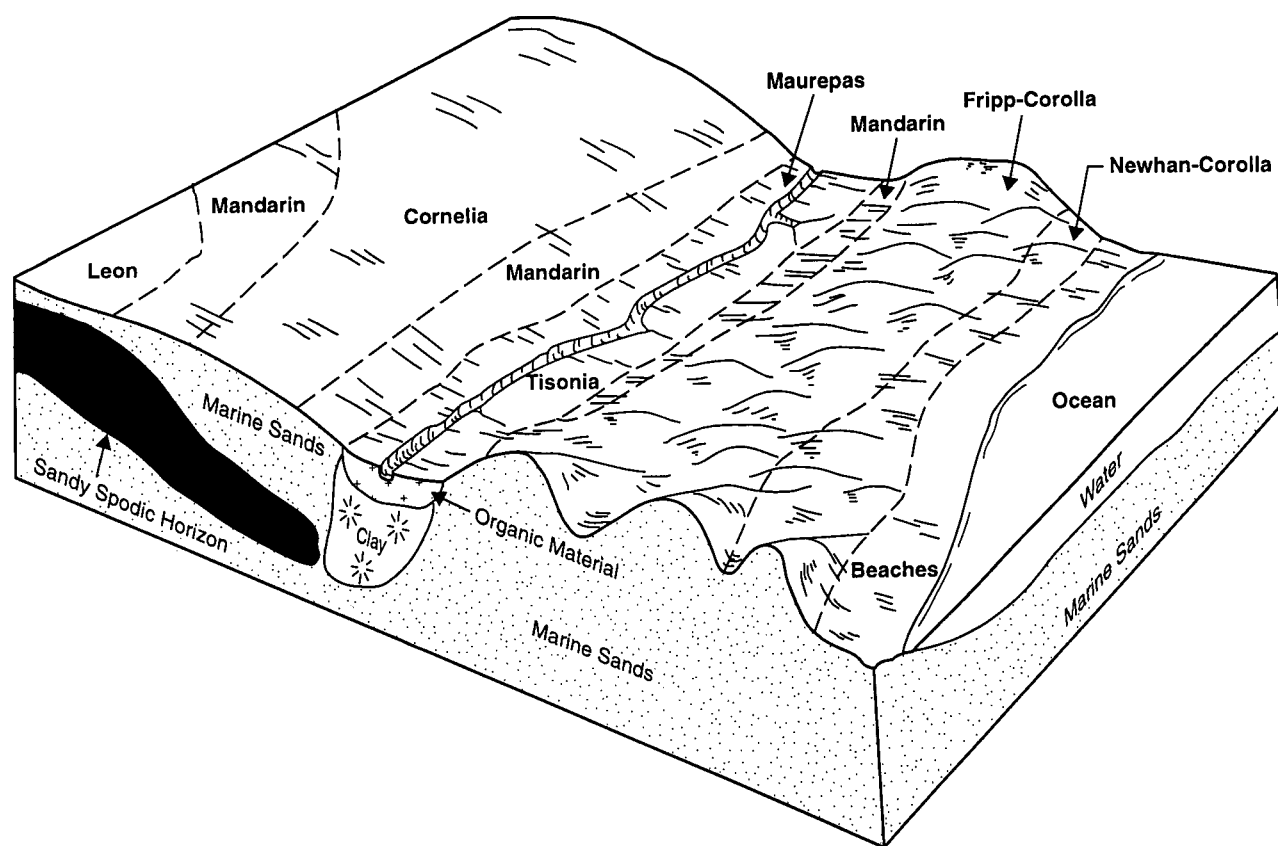 Maurepas
Fripp-Corolla
Mandarin
Newhan-Corolla
Mandarin
Cornelia
Leon
Mandarin
Tisonia
Ocean
Marine Sands
Water
Sandy Spodic Horizon
Clay
Organic Material
Beaches
Marine Sands
Marine Sands